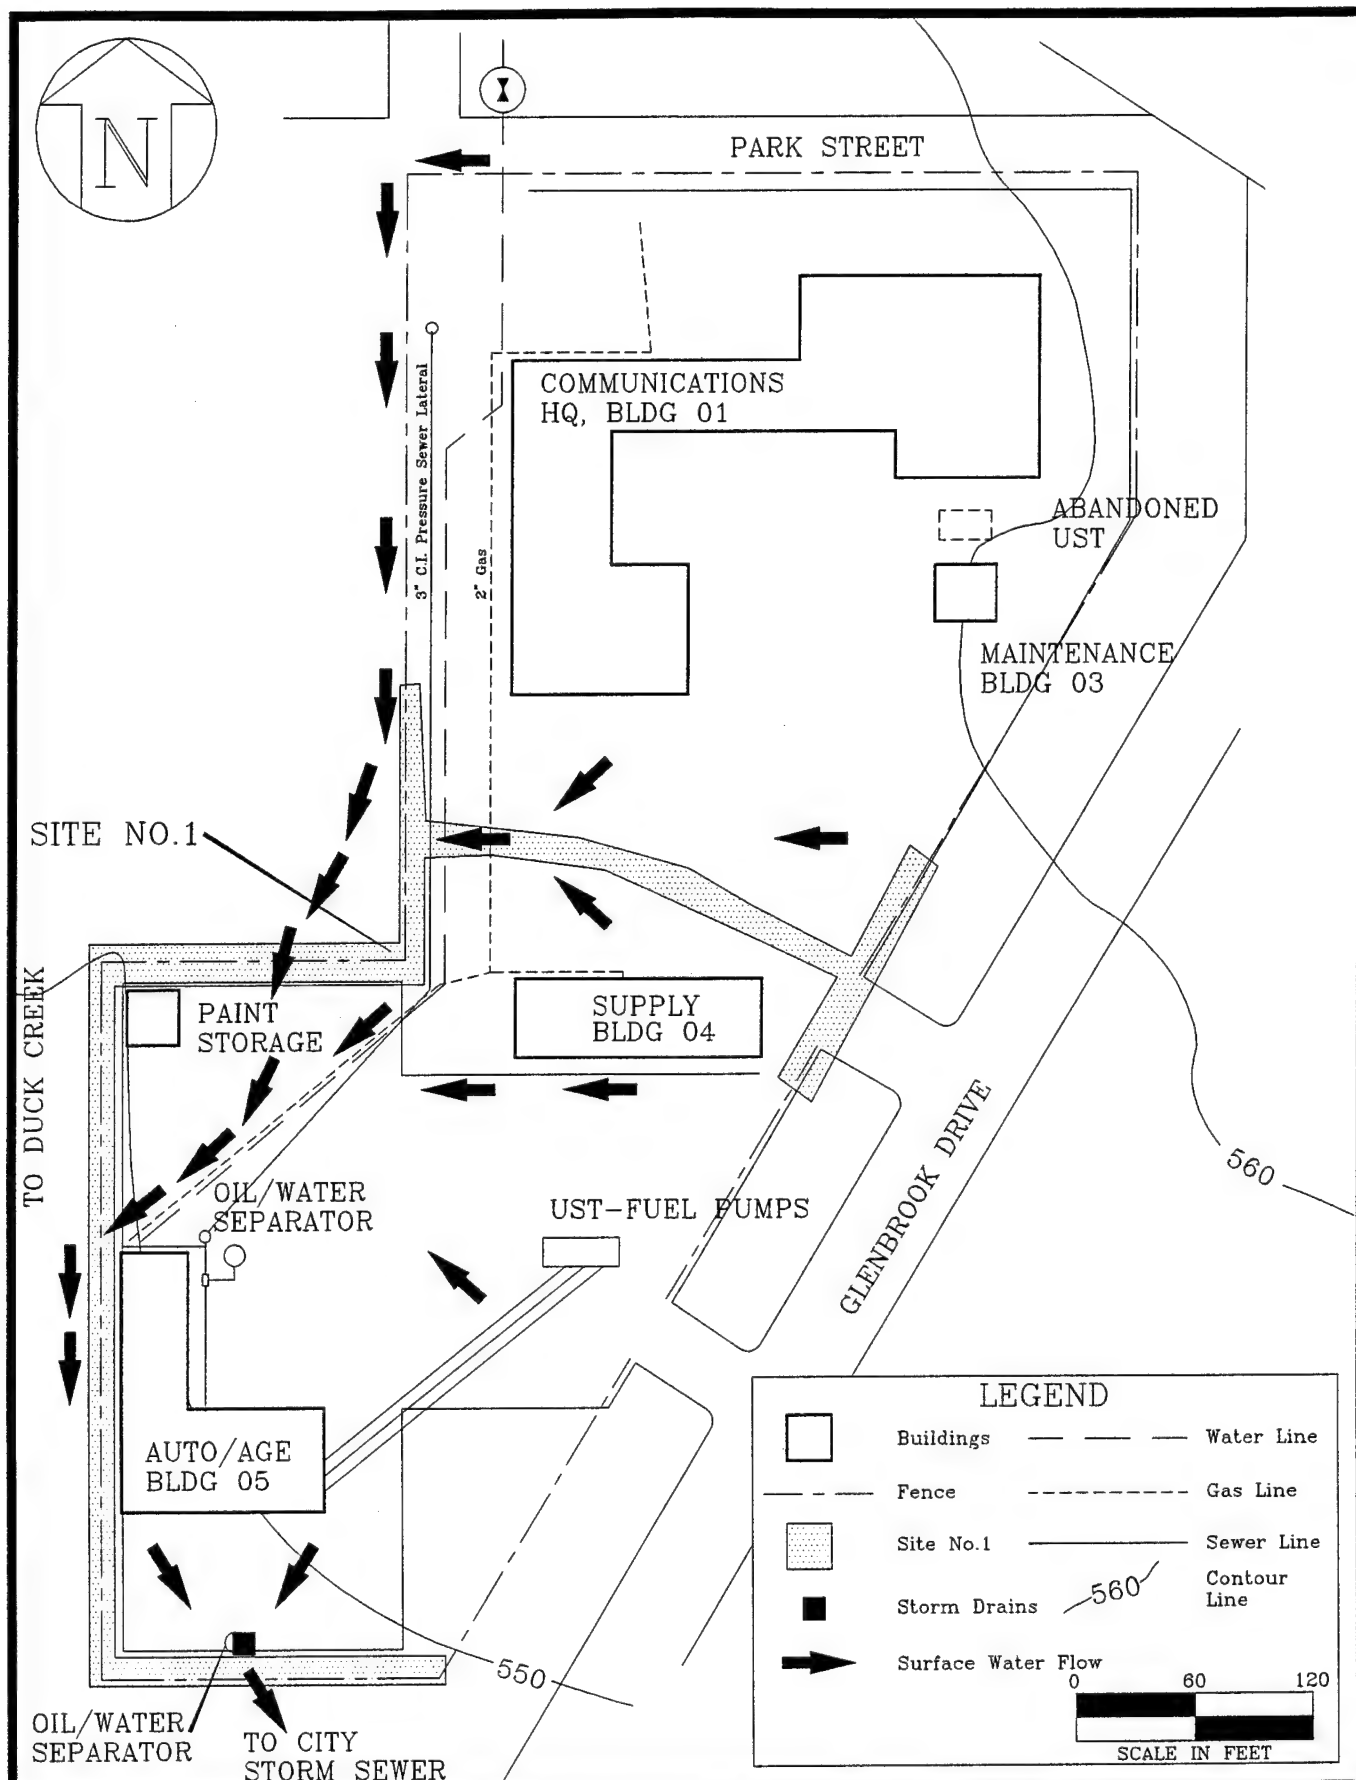 N
PARK STREET
COMMUNICATIONS
HQ, BLDG 01
3" C.I. Pressure Sewer Lateral
2" Gas
ABANDONED
UST
MAINTENANCE
BLDG 03
SITE NO.1
TO DUCK CREEK
PAINT
STORAGE
SUPPLY
BLDG 04
GLENBROOK DRIVE
560
OIL/WATER
SEPARATOR
UST-FUEL PUMPS
AUTO/AGE
BLDG 05
550
OIL/WATER
SEPARATOR
TO CITY
STORM SEWER
LEGEND
Buildings
Water Line
Fence
Gas Line
Site No.1
Sewer Line
Storm Drains
560
Contour
Line
Surface Water Flow
0 60 120
SCALE IN FEET